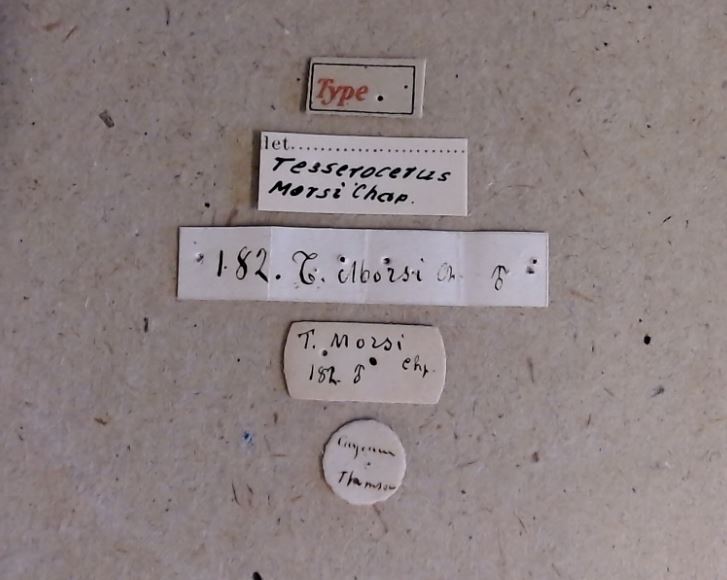 Type.
let......................
Tesserocerus
Morsi Chap.
182. T. Morsi Ch.
T. Morsi
182 Chp.
Cayenne
Thomson